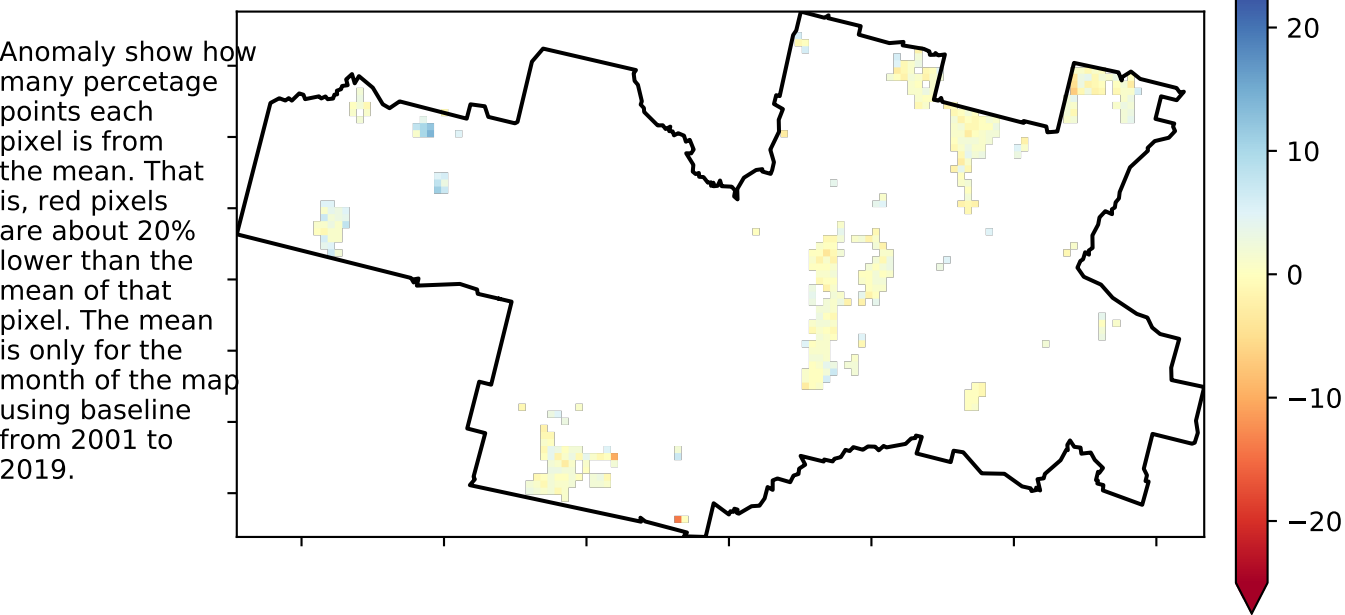 Anomaly show how
many percetage
points each
pixel is from
the mean. That
is, red pixels
are about 20%
lower than the
mean of that
pixel. The mean
is only for the
month of the map
using baseline
from 2001 to
2019.
20
10
0
−10
−20